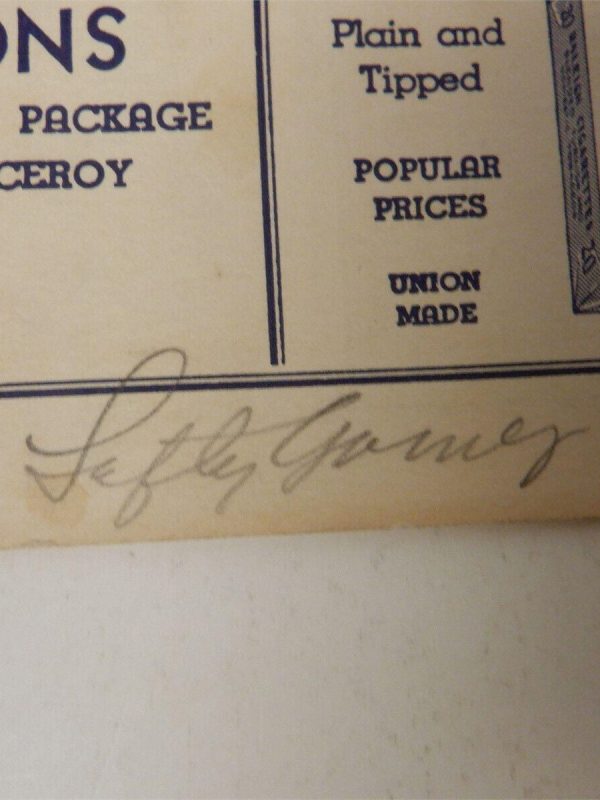 ONS
PACKAGE
CEROY
Plain and
Tipped
POPULAR
PRICES
UNION
MADE
Lefty Gomez